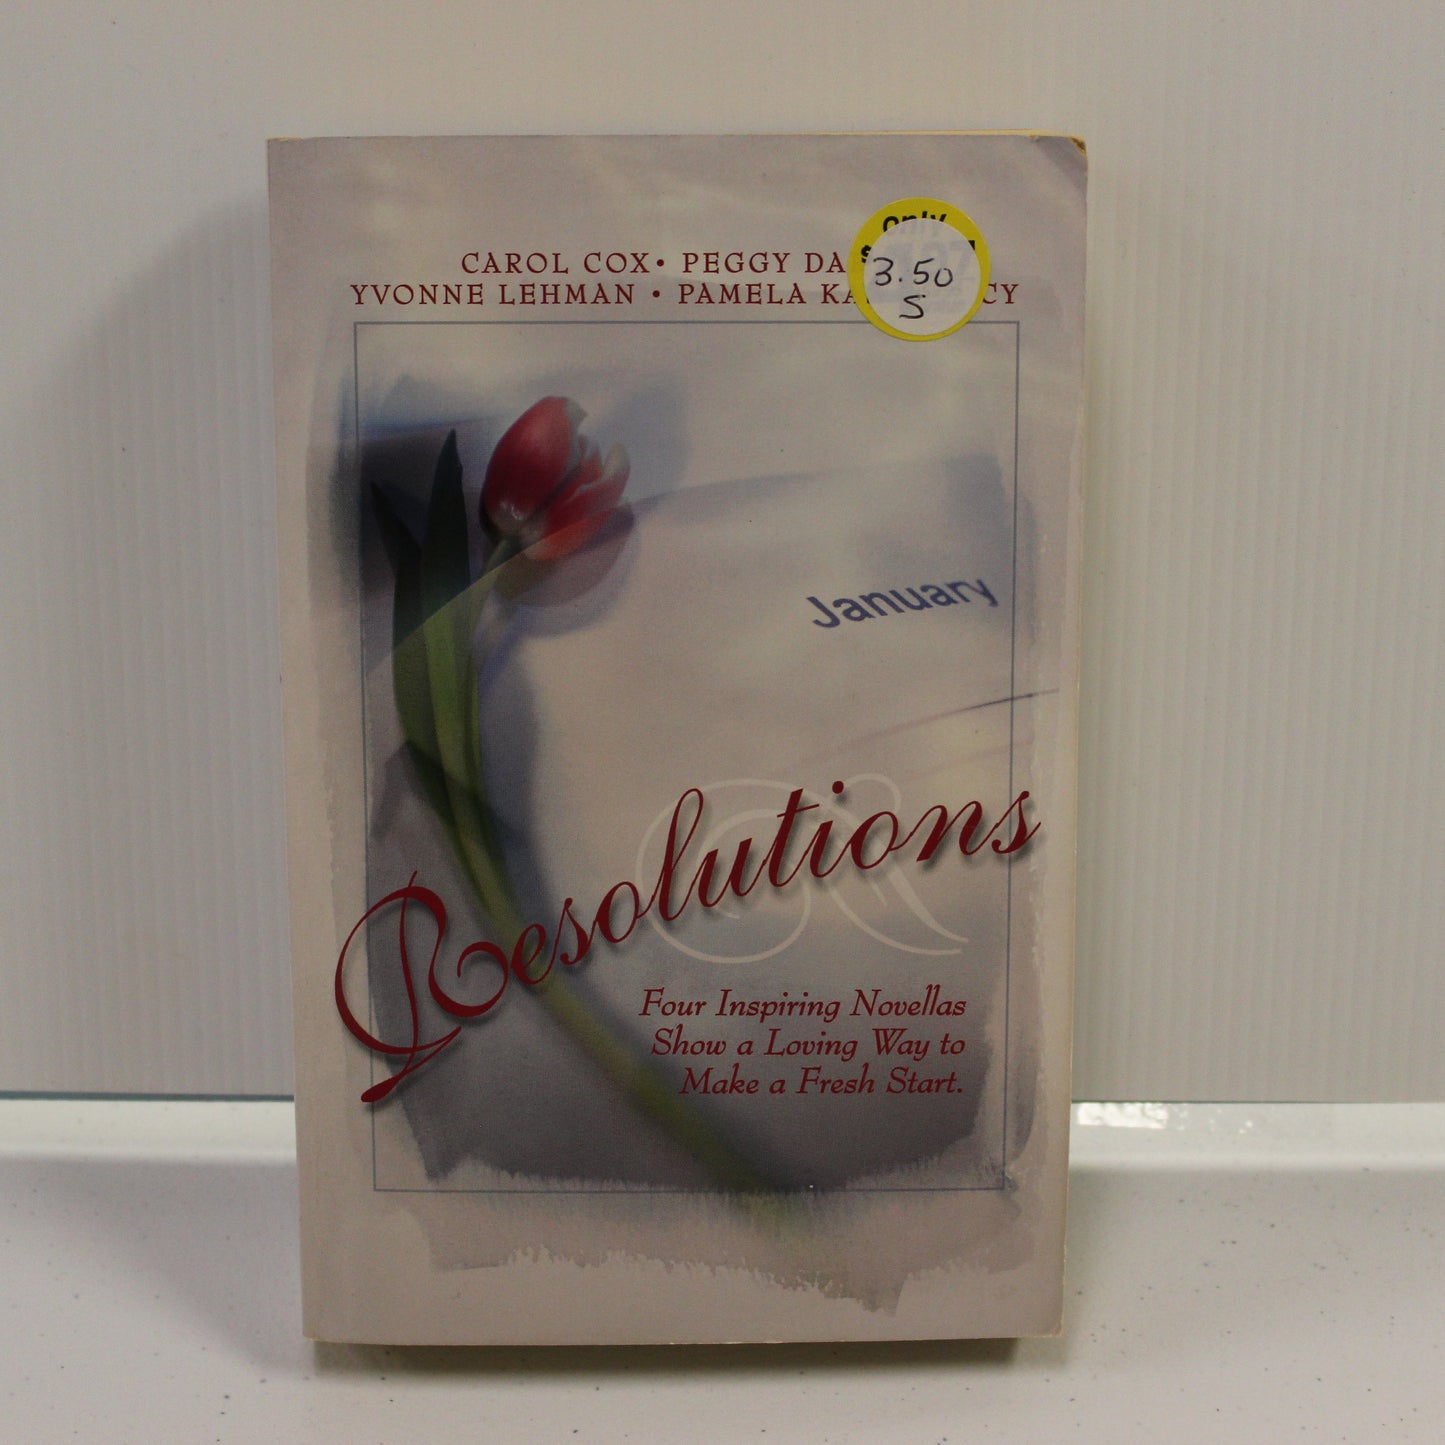 only
$
3.50
S
CAROL COX • PEGGY DA
YVONNE LEHMAN • PAMELA KA CY
January
Resolutions
Four Inspiring Novellas
Show a Loving Way to
Make a Fresh Start.